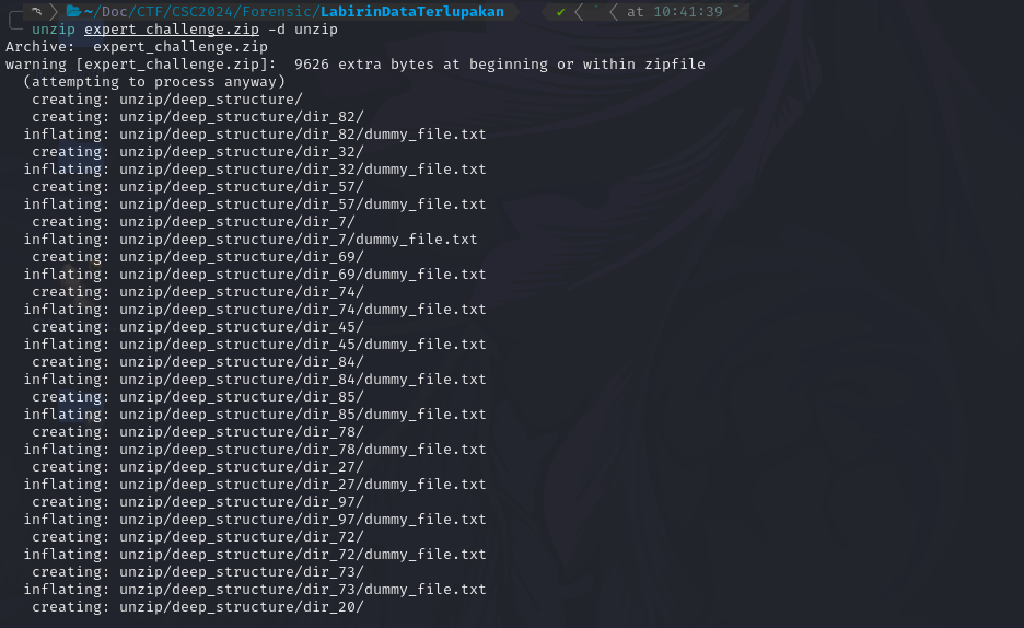 ~/Doc/CTF/CSC2024/Forensic/LabirinDataTerlupakan ✔ at 10:41:39
unzip expert_challenge.zip -d unzip
Archive:  expert_challenge.zip
warning [expert_challenge.zip]:  9626 extra bytes at beginning or within zipfile
  (attempting to process anyway)
   creating: unzip/deep_structure/
   creating: unzip/deep_structure/dir_82/
  inflating: unzip/deep_structure/dir_82/dummy_file.txt
   creating: unzip/deep_structure/dir_32/
  inflating: unzip/deep_structure/dir_32/dummy_file.txt
   creating: unzip/deep_structure/dir_57/
  inflating: unzip/deep_structure/dir_57/dummy_file.txt
   creating: unzip/deep_structure/dir_7/
  inflating: unzip/deep_structure/dir_7/dummy_file.txt
   creating: unzip/deep_structure/dir_69/
  inflating: unzip/deep_structure/dir_69/dummy_file.txt
   creating: unzip/deep_structure/dir_74/
  inflating: unzip/deep_structure/dir_74/dummy_file.txt
   creating: unzip/deep_structure/dir_45/
  inflating: unzip/deep_structure/dir_45/dummy_file.txt
   creating: unzip/deep_structure/dir_84/
  inflating: unzip/deep_structure/dir_84/dummy_file.txt
   creating: unzip/deep_structure/dir_85/
  inflating: unzip/deep_structure/dir_85/dummy_file.txt
   creating: unzip/deep_structure/dir_78/
  inflating: unzip/deep_structure/dir_78/dummy_file.txt
   creating: unzip/deep_structure/dir_27/
  inflating: unzip/deep_structure/dir_27/dummy_file.txt
   creating: unzip/deep_structure/dir_97/
  inflating: unzip/deep_structure/dir_97/dummy_file.txt
   creating: unzip/deep_structure/dir_72/
  inflating: unzip/deep_structure/dir_72/dummy_file.txt
   creating: unzip/deep_structure/dir_73/
  inflating: unzip/deep_structure/dir_73/dummy_file.txt
   creating: unzip/deep_structure/dir_20/